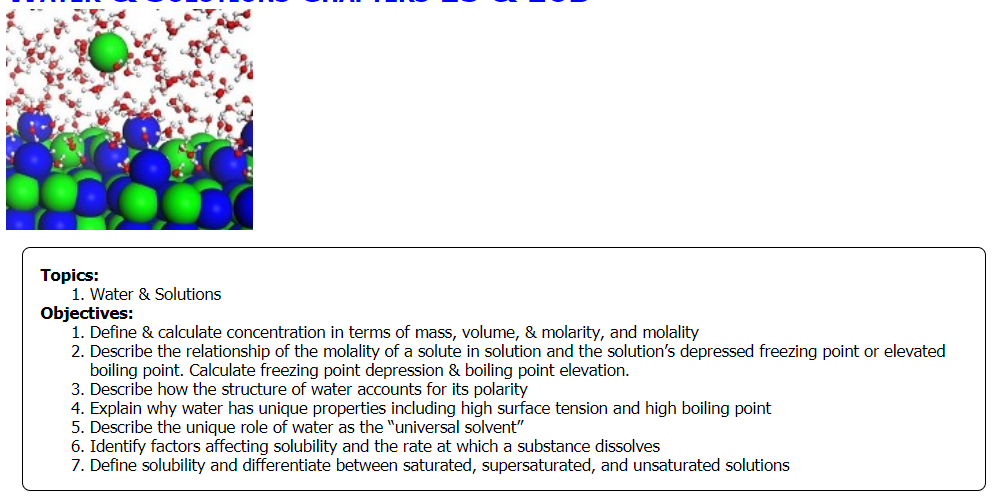 Topics:
1. Water & Solutions
Objectives:
1. Define & calculate concentration in terms of mass, volume, & molarity, and molality
2. Describe the relationship of the molality of a solute in solution and the solution’s depressed freezing point or elevated
boiling point. Calculate freezing point depression & boiling point elevation.
3. Describe how the structure of water accounts for its polarity
4. Explain why water has unique properties including high surface tension and high boiling point
5. Describe the unique role of water as the “universal solvent”
6. Identify factors affecting solubility and the rate at which a substance dissolves
7. Define solubility and differentiate between saturated, supersaturated, and unsaturated solutions